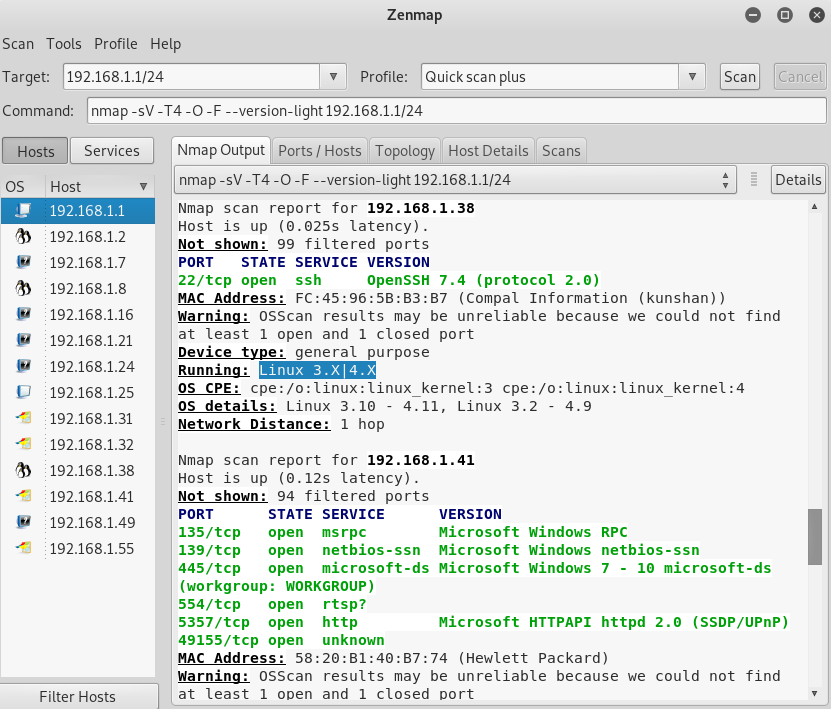 Zenmap
Scan Tools Profile Help
Target: 192.168.1.1/24 Profile: Quick scan plus Scan Cancel
Command: nmap -sV -T4 -O -F --version-light 192.168.1.1/24
Hosts Services
Nmap Output Ports / Hosts Topology Host Details Scans
OS Host
192.168.1.1
192.168.1.2
192.168.1.7
192.168.1.8
192.168.1.16
192.168.1.21
192.168.1.24
192.168.1.25
192.168.1.31
192.168.1.32
192.168.1.38
192.168.1.41
192.168.1.49
192.168.1.55
Filter Hosts
nmap -sV -T4 -O -F --version-light 192.168.1.1/24 Details
Nmap scan report for 192.168.1.38
Host is up (0.025s latency).
Not shown: 99 filtered ports
PORT STATE SERVICE VERSION
22/tcp open ssh OpenSSH 7.4 (protocol 2.0)
MAC Address: FC:45:96:5B:B3:B7 (Compal Information (kunshan))
Warning: OSScan results may be unreliable because we could not find
at least 1 open and 1 closed port
Device type: general purpose
Running: Linux 3.X|4.X
OS CPE: cpe:/o:linux:linux_kernel:3 cpe:/o:linux:linux_kernel:4
OS details: Linux 3.10 - 4.11, Linux 3.2 - 4.9
Network Distance: 1 hop
Nmap scan report for 192.168.1.41
Host is up (0.12s latency).
Not shown: 94 filtered ports
PORT STATE SERVICE VERSION
135/tcp open msrpc Microsoft Windows RPC
139/tcp open netbios-ssn Microsoft Windows netbios-ssn
445/tcp open microsoft-ds Microsoft Windows 7 - 10 microsoft-ds
(workgroup: WORKGROUP)
554/tcp open rtsp?
5357/tcp open http Microsoft HTTPAPI httpd 2.0 (SSDP/UPnP)
49155/tcp open unknown
MAC Address: 58:20:B1:40:B7:74 (Hewlett Packard)
Warning: OSScan results may be unreliable because we could not find
at least 1 open and 1 closed port